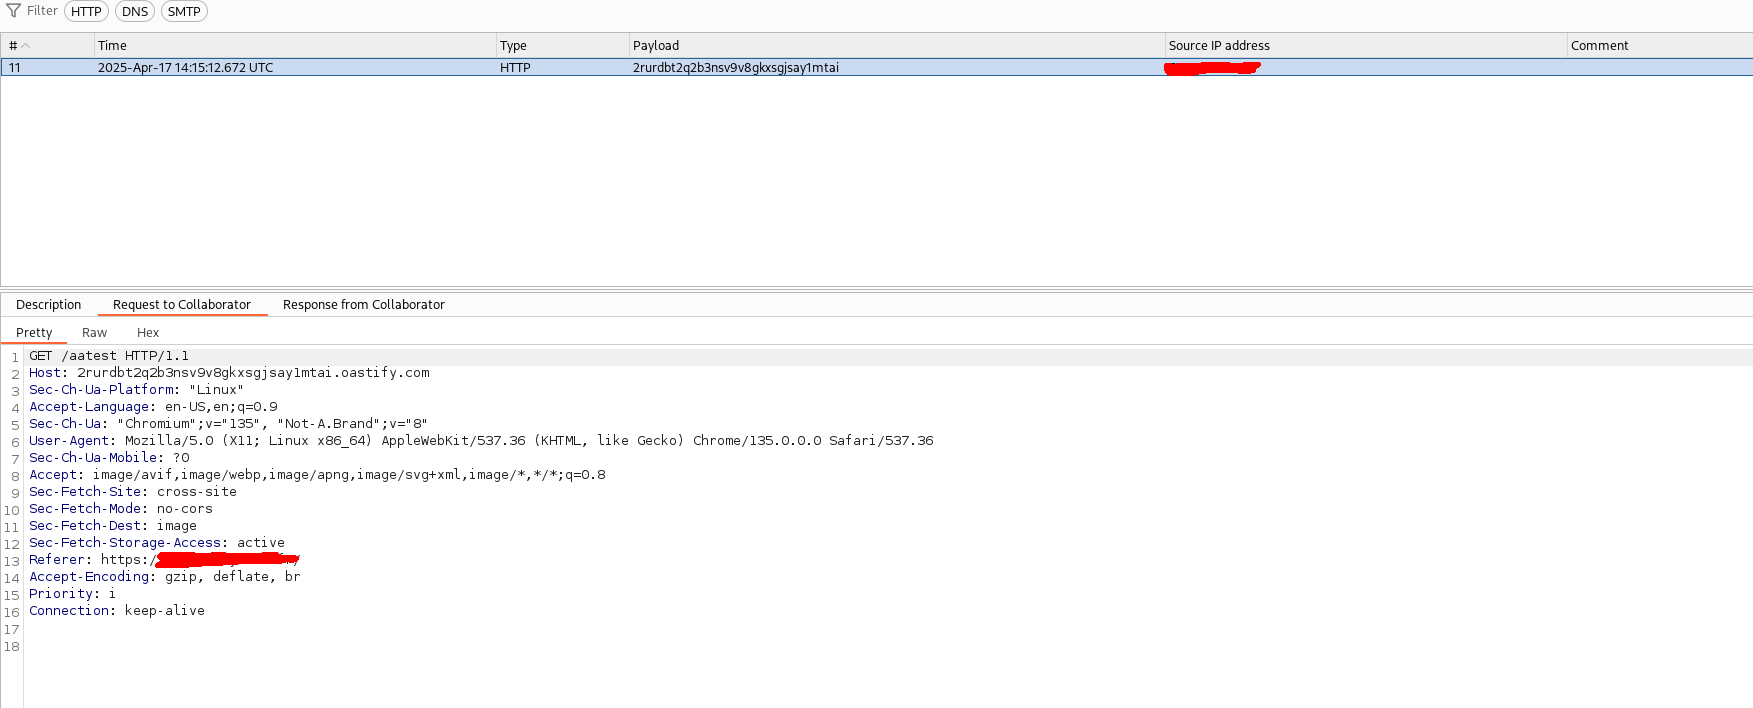 Filter HTTP DNS SMTP
# Time Type Payload Source IP address Comment
11 2025-Apr-17 14:15:12.672 UTC HTTP 2rurdbt2q2b3nsv9v8gkxsgjsay1mtai
Description Request to Collaborator Response from Collaborator
Pretty Raw Hex
1 GET /aatest HTTP/1.1
2 Host: 2rurdbt2q2b3nsv9v8gkxsgjsay1mtai.oastify.com
3 Sec-Ch-Ua-Platform: "Linux"
4 Accept-Language: en-US,en;q=0.9
5 Sec-Ch-Ua: "Chromium";v="135", "Not-A.Brand";v="8"
6 User-Agent: Mozilla/5.0 (X11; Linux x86_64) AppleWebKit/537.36 (KHTML, like Gecko) Chrome/135.0.0.0 Safari/537.36
7 Sec-Ch-Ua-Mobile: ?0
8 Accept: image/avif,image/webp,image/apng,image/svg+xml,image/*,*/*;q=0.8
9 Sec-Fetch-Site: cross-site
10 Sec-Fetch-Mode: no-cors
11 Sec-Fetch-Dest: image
12 Sec-Fetch-Storage-Access: active
13 Referer: https:/
14 Accept-Encoding: gzip, deflate, br
15 Priority: i
16 Connection: keep-alive
17
18